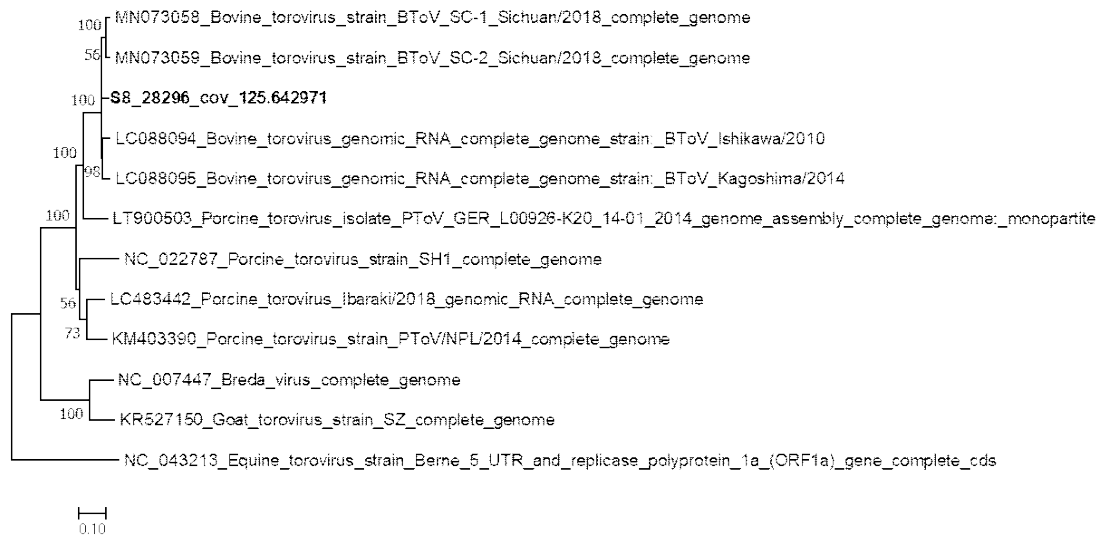 100
MN073058_Bovine_torovirus_strain_BToV_SC-1_Sichuan/2018_complete_genome
56
MN073059_Bovine_torovirus_strain_BToV_SC-2_Sichuan/2018_complete_genome
100
S8_28296_cov_125.642971
LC088094_Bovine_torovirus_genomic_RNA_complete_genome_strain:_BToV_Ishikawa/2010
100
98
LC088095_Bovine_torovirus_genomic_RNA_complete_genome_strain:_BToV_Kagoshima/2014
100
LT900503_Porcine_torovirus_isolate_PToV_GER_L00926-K20_14-01_2014_genome_assembly_complete_genome:_monopartite
NC_022787_Porcine_torovirus_strain_SH1_complete_genome
56
LC483442_Porcine_torovirus_Ibaraki/2018_genomic_RNA_complete_genome
73
KM403390_Porcine_torovirus_strain_PToV/NPL/2014_complete_genome
NC_007447_Breda_virus_complete_genome
100
KR527150_Goat_torovirus_strain_SZ_complete_genome
NC_043213_Equine_torovirus_strain_Berne_5_UTR_and_replicase_polyprotein_1a_(ORF1a)_gene_complete_cds
0.10